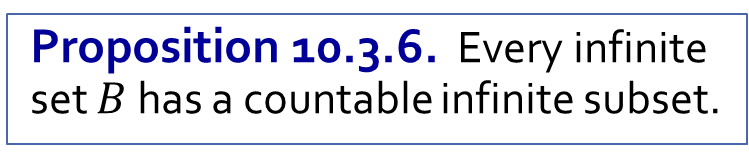 Proposition 10.3.6. Every infinite
set B has a countable infinite subset.